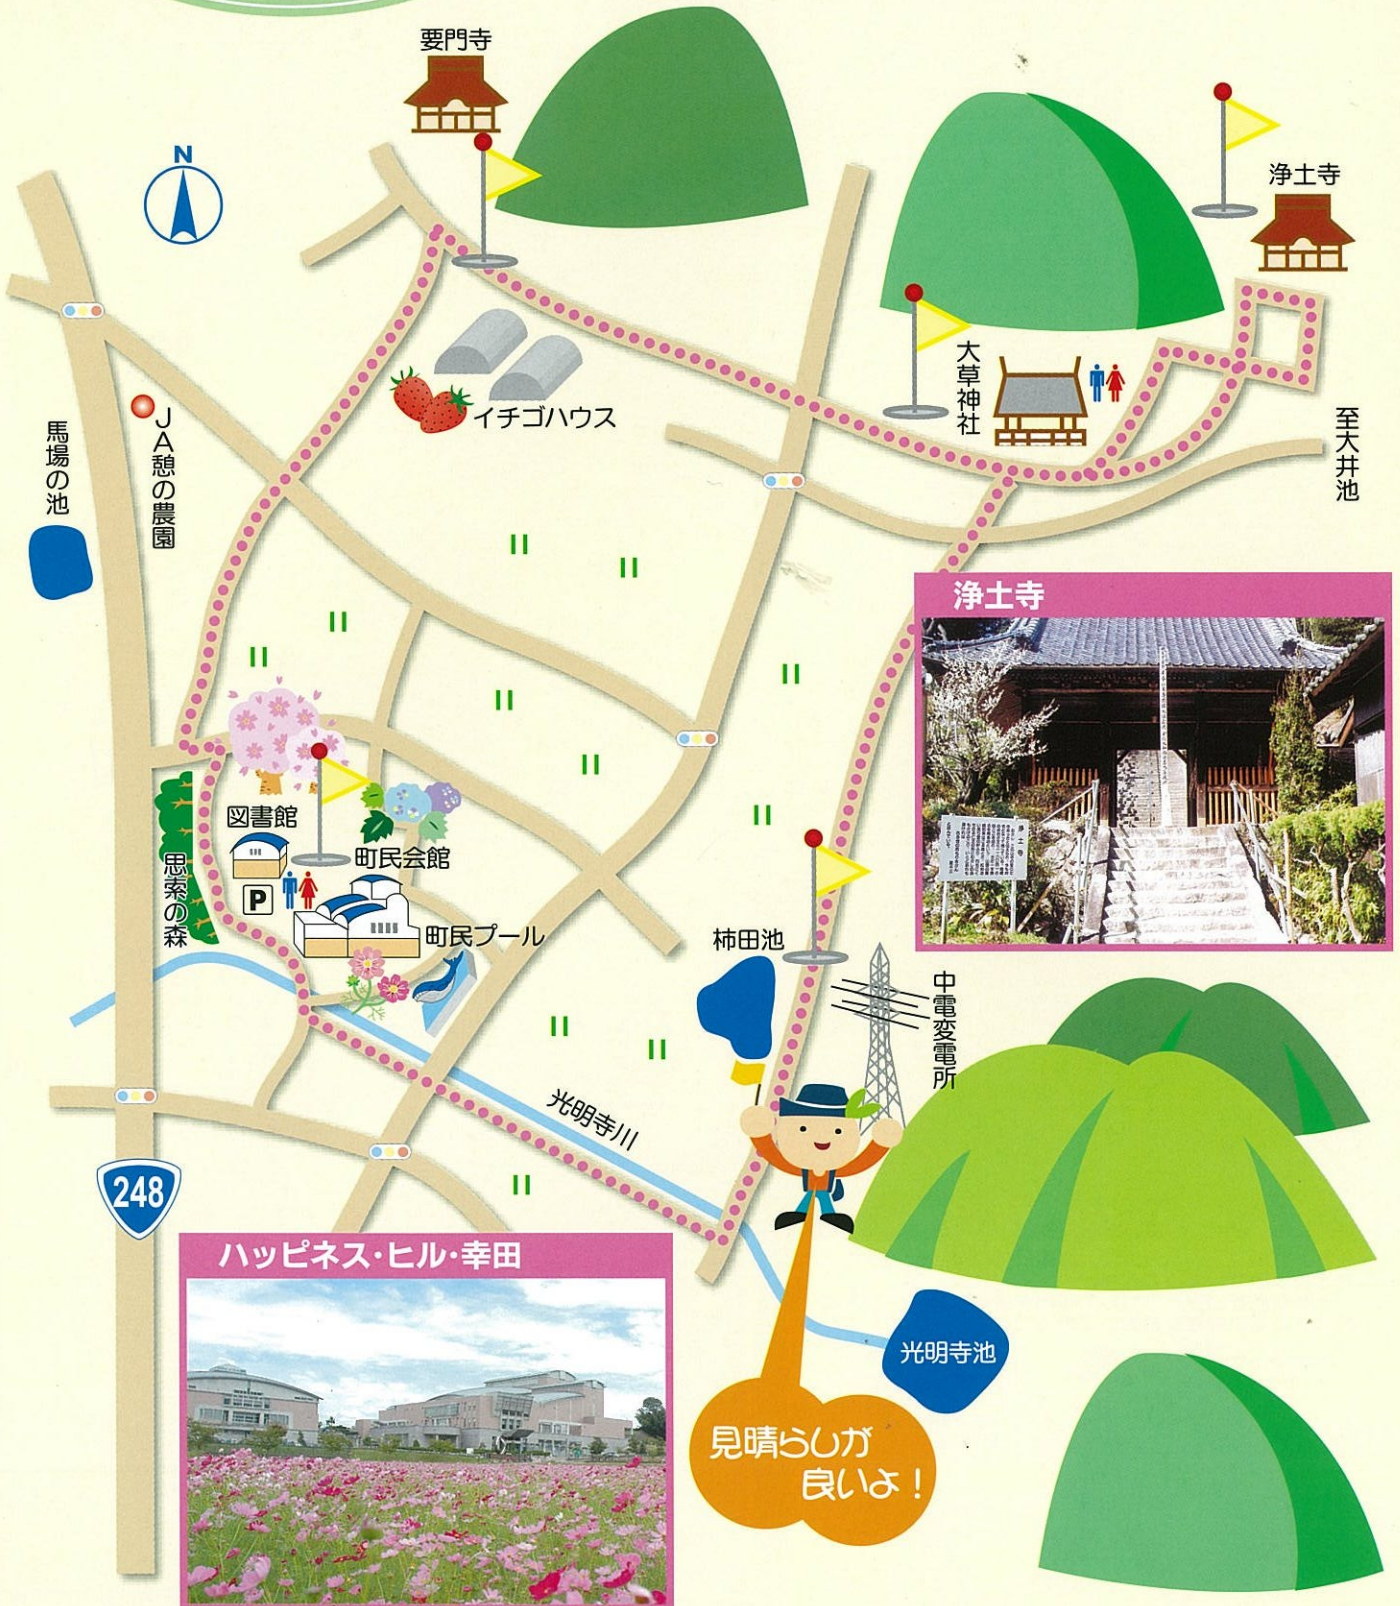 要門寺
N
浄土寺
大草神社
イチゴハウス
JA憩の農園
馬場の池
至大井池
浄土寺
図書館
町民会館
P
思索の森
町民プール
柿田池
中電変電所
光明寺川
248
ハッピネス・ヒル・幸田
光明寺池
見晴らしが
良いよ！